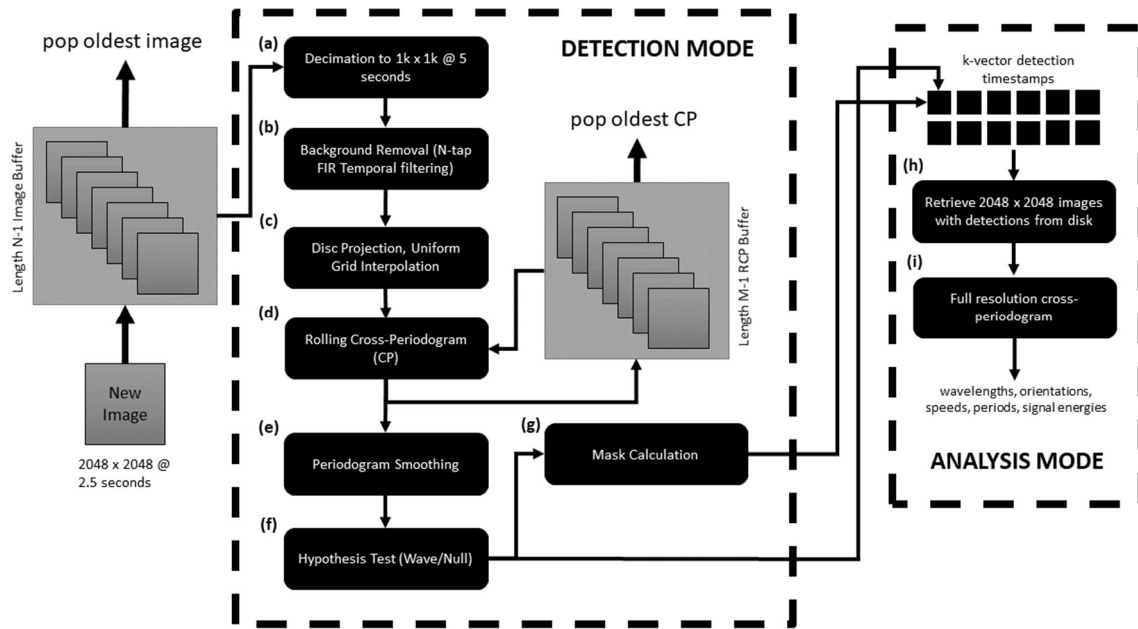 pop oldest image
Length N-1 Image Buffer
New
Image
2048 x 2048 @
2.5 seconds
DETECTION MODE
(a)
Decimation to 1k x 1k @ 5
seconds
(b)
Background Removal (N-tap
FIR Temporal filtering)
(c)
Disc Projection, Uniform
Grid Interpolation
(d)
Rolling Cross-Periodogram
(CP)
pop oldest CP
Length M-1 RCP Buffer
(e)
Periodogram Smoothing
(f)
Hypothesis Test (Wave/Null)
(g)
Mask Calculation
k-vector detection
timestamps
(h)
Retrieve 2048 x 2048 images
with detections from disk
(i)
Full resolution cross-
periodogram
wavelengths, orientations,
speeds, periods, signal energies
ANALYSIS MODE